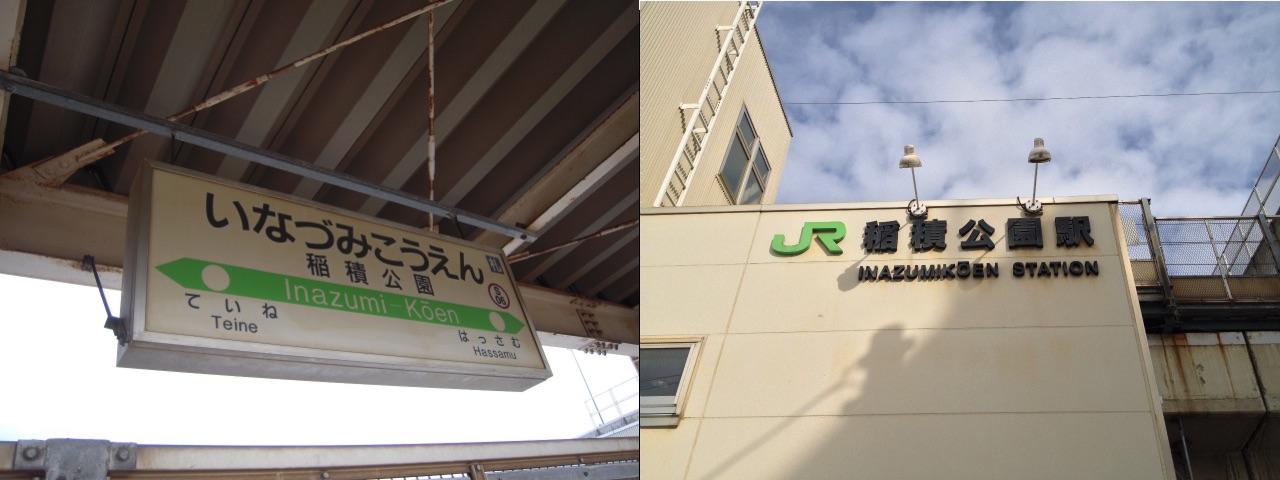 いなづみこうえん
稲積公園
S
06
Inazumi-Kōen
ていね
Teine
はっさむ
Hassamu
JR 稲積公園駅
INAZUMIKŌEN STATION